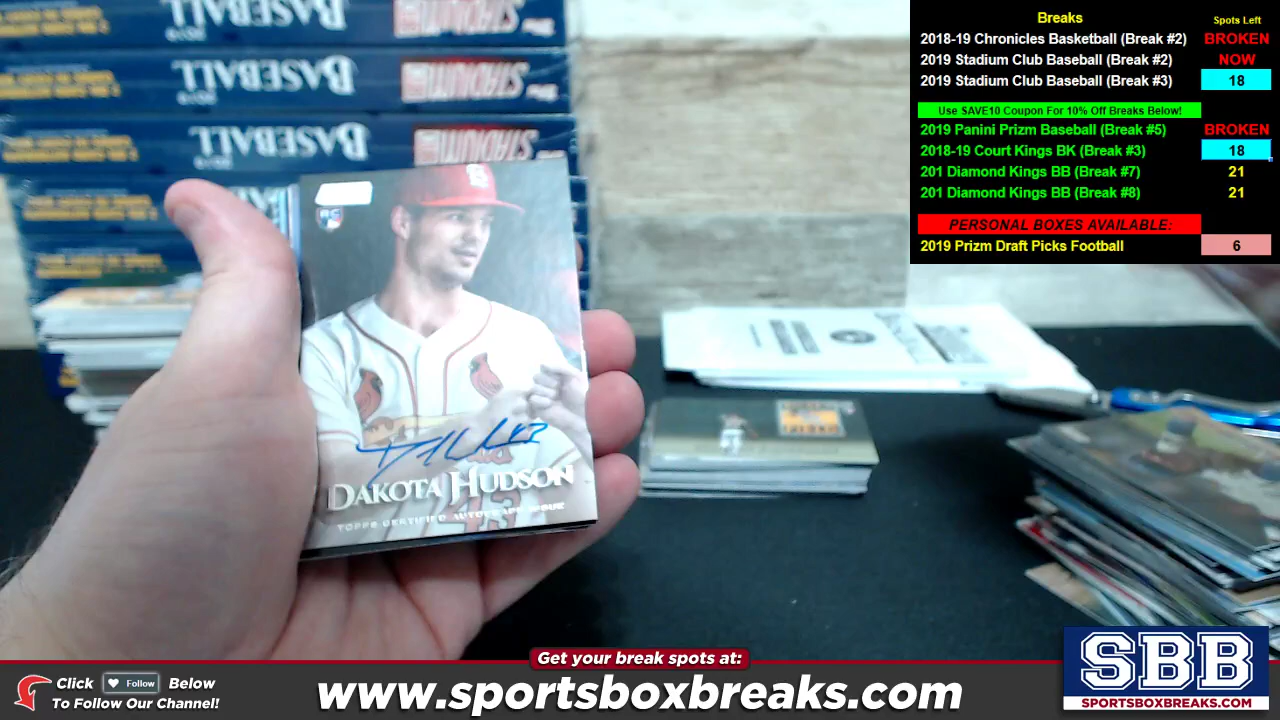 Breaks
Spots Left
2018-19 Chronicles Basketball (Break #2) BROKEN
2019 Stadium Club Baseball (Break #2) NOW
2019 Stadium Club Baseball (Break #3) 18
Use SAVE10 Coupon For 10% Off Breaks Below!
2019 Panini Prizm Baseball (Break #5) BROKEN
2018-19 Court Kings BK (Break #3) 18
201 Diamond Kings BB (Break #7) 21
201 Diamond Kings BB (Break #8) 21
PERSONAL BOXES AVAILABLE:
2019 Prizm Draft Picks Football 6
BASEBALL
STADIUM
BASEBALL
STADIUM
BASEBALL
STADIUM
RC
DAKOTA HUDSON
TOPPS CERTIFIED AUTOGRAPH ISSUE
Get your break spots at:
www.sportsboxbreaks.com
Click Follow Below
To Follow Our Channel!
SBB
SPORTSBOXBREAKS.COM